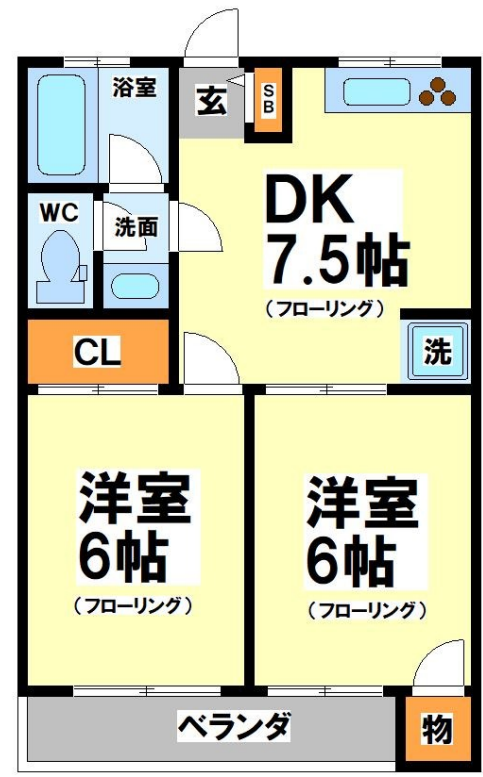 浴室
玄
SB
WC
洗面
DK
7.5帖
(フローリング)
CL
洗
洋室
6帖
(フローリング)
洋室
6帖
(フローリング)
ベランダ
物